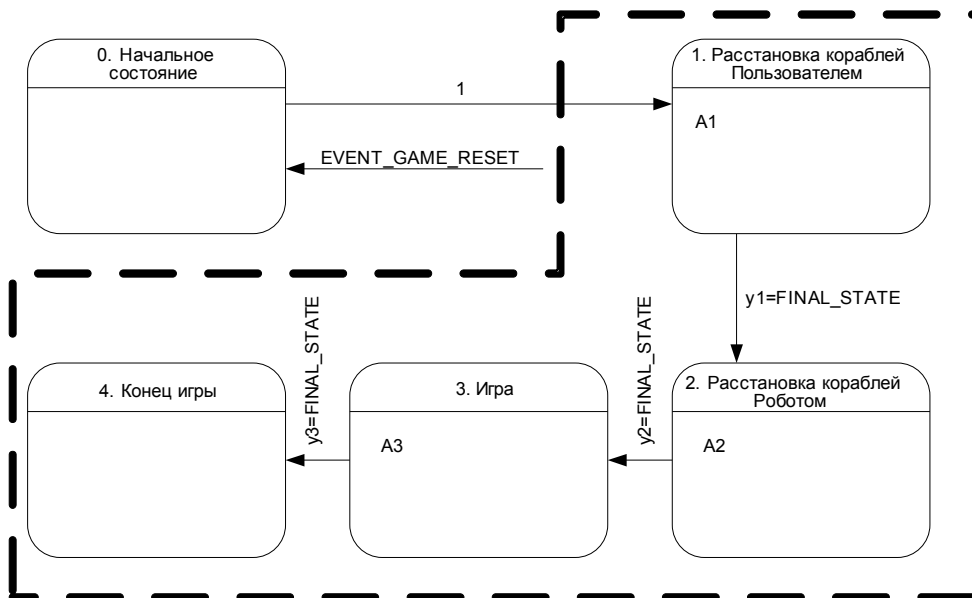 0. Начальное
состояние
1. Расстановка кораблей
Пользователем
1
A1
EVENT_GAME_RESET
y1=FINAL_STATE
y3=FINAL_STATE
y2=FINAL_STATE
4. Конец игры
3. Игра
2. Расстановка кораблей
Роботом
A3
A2